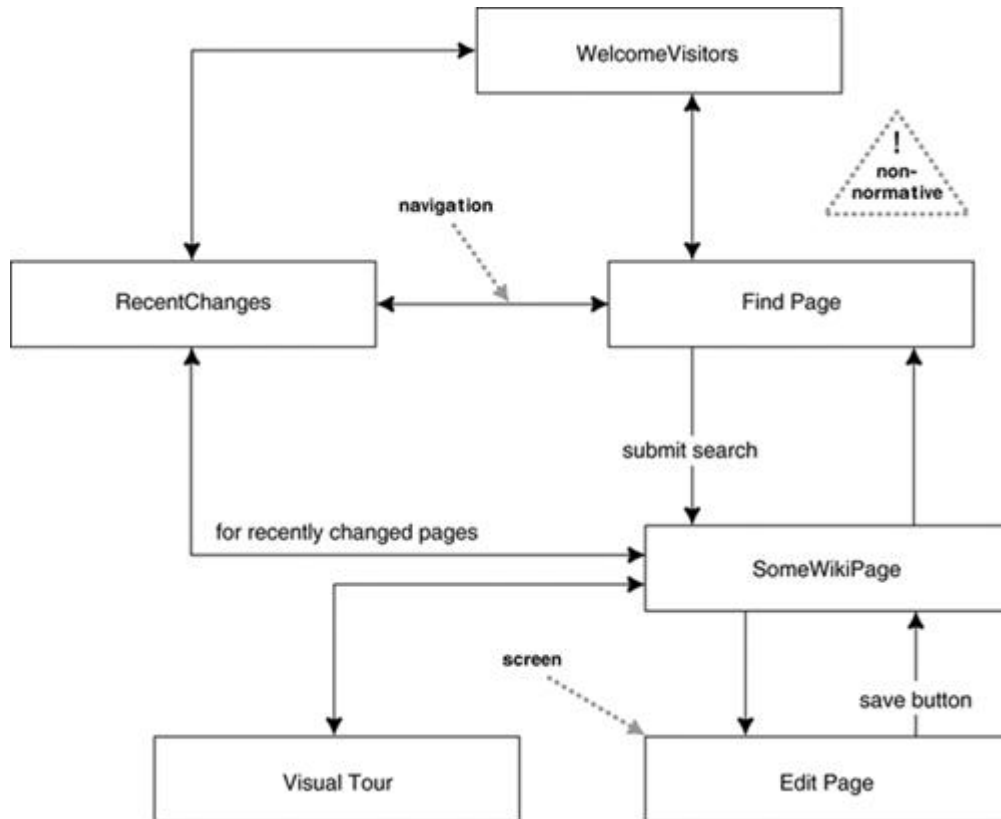 WelcomeVisitors
!
non-
normative
navigation
RecentChanges
Find Page
submit search
for recently changed pages
SomeWikiPage
screen
save button
Visual Tour
Edit Page